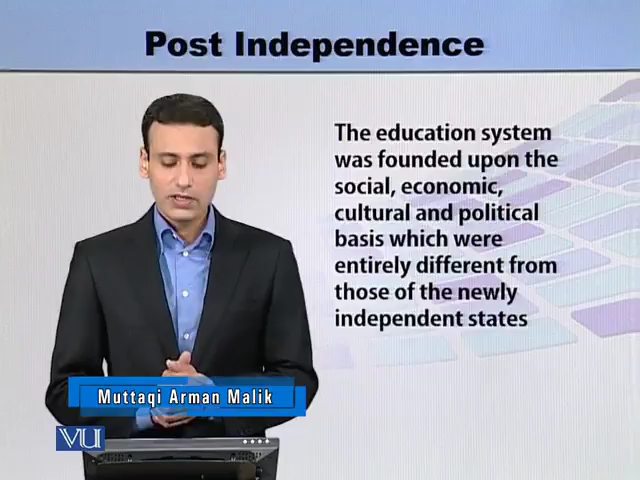 Post Independence
The education system
was founded upon the
social, economic,
cultural and political
basis which were
entirely different from
those of the newly
independent states
Muttaqi Arman Malik
VU